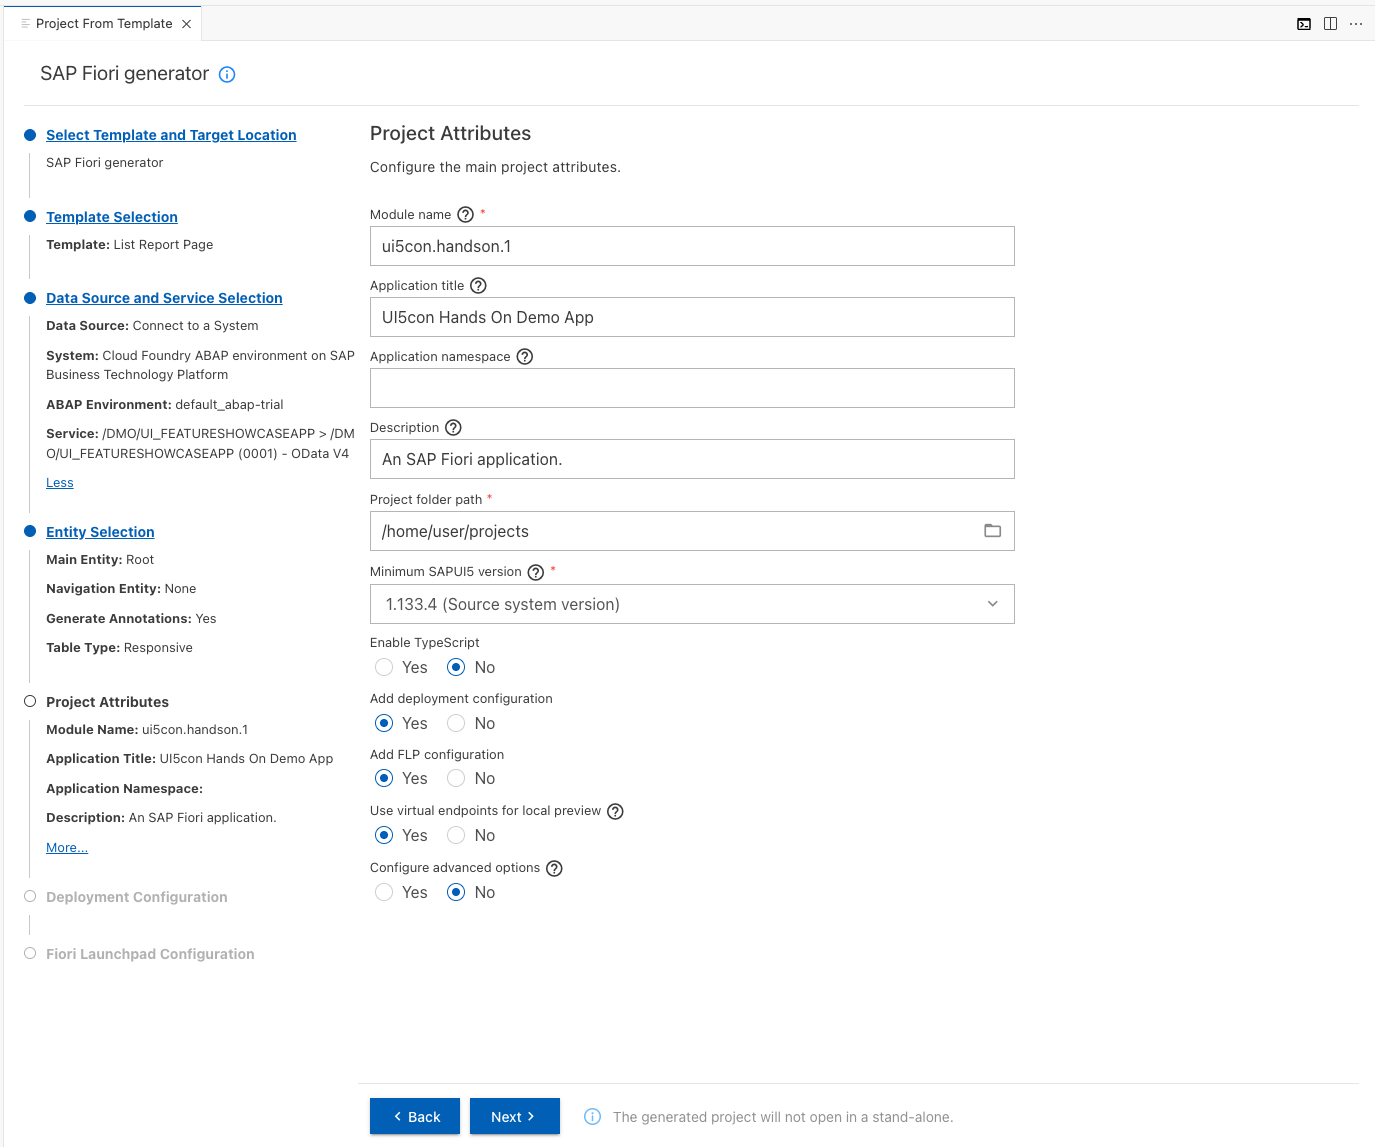 Project From Template
SAP Fiori generator
Select Template and Target Location
SAP Fiori generator
Template Selection
Template: List Report Page
Data Source and Service Selection
Data Source: Connect to a System
System: Cloud Foundry ABAP environment on SAP
Business Technology Platform
ABAP Environment: default_abap-trial
Service: /DMO/UI_FEATURESHOWCASEAPP > /DM
O/UI_FEATURESHOWCASEAPP (0001) - OData V4
Less
Entity Selection
Main Entity: Root
Navigation Entity: None
Generate Annotations: Yes
Table Type: Responsive
Project Attributes
Module Name: ui5con.handson.1
Application Title: UI5con Hands On Demo App
Application Namespace:
Description: An SAP Fiori application.
More...
Deployment Configuration
Fiori Launchpad Configuration
Project Attributes
Configure the main project attributes.
Module name *
ui5con.handson.1
Application title
UI5con Hands On Demo App
Application namespace
Description
An SAP Fiori application.
Project folder path *
/home/user/projects
Minimum SAPUI5 version *
1.133.4 (Source system version)
Enable TypeScript
Yes No
Add deployment configuration
Yes No
Add FLP configuration
Yes No
Use virtual endpoints for local preview
Yes No
Configure advanced options
Yes No
Back Next The generated project will not open in a stand-alone.